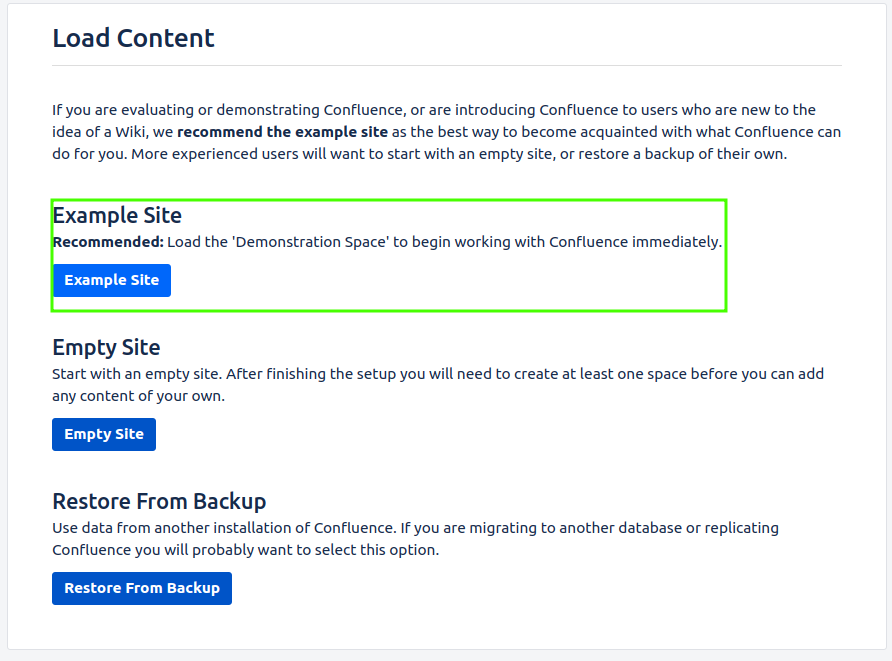 Load Content
If you are evaluating or demonstrating Confluence, or are introducing Confluence to users who are new to the
idea of a Wiki, we recommend the example site as the best way to become acquainted with what Confluence can
do for you. More experienced users will want to start with an empty site, or restore a backup of their own.
Example Site
Recommended: Load the 'Demonstration Space' to begin working with Confluence immediately.
Example Site
Empty Site
Start with an empty site. After finishing the setup you will need to create at least one space before you can add
any content of your own.
Empty Site
Restore From Backup
Use data from another installation of Confluence. If you are migrating to another database or replicating
Confluence you will probably want to select this option.
Restore From Backup